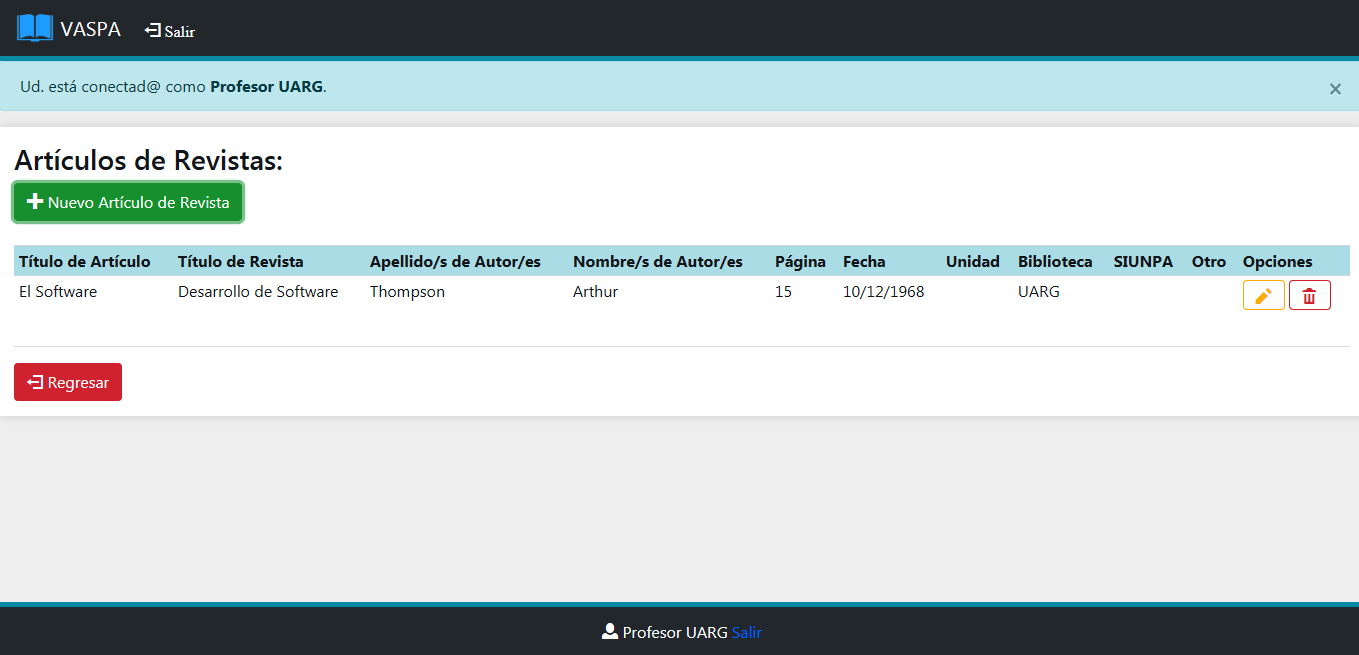 VASPA Salir
Ud. está conectad@ como Profesor UARG. ×
Artículos de Revistas:
Nuevo Artículo de Revista
Título de Artículo Título de Revista Apellido/s de Autor/es Nombre/s de Autor/es Página Fecha Unidad Biblioteca SIUNPA Otro Opciones
El Software Desarrollo de Software Thompson Arthur 15 10/12/1968 UARG
Regresar
Profesor UARG Salir